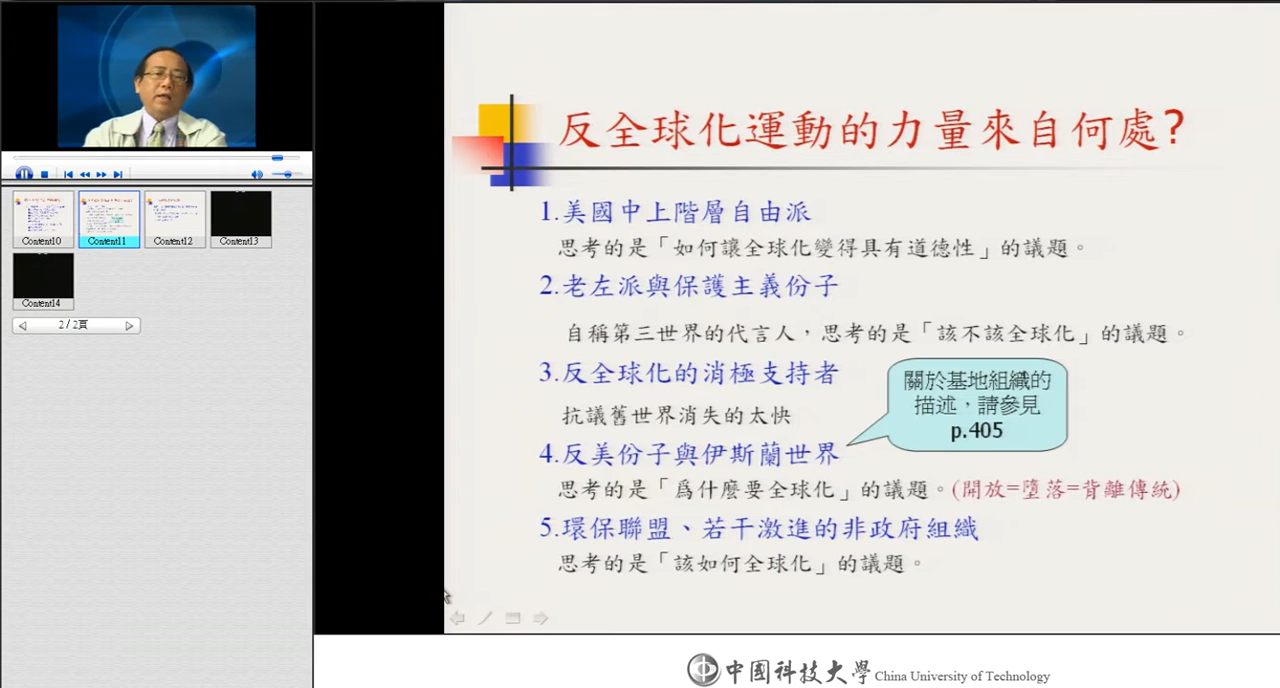 反全球化運動的力量來自何處?
1.美國中上階層自由派
思考的是「如何讓全球化變得具有道德性」的議題。
2.老左派與保護主義份子
自稱第三世界的代言人，思考的是「該不該全球化」的議題。
3.反全球化的消極支持者
抗議舊世界消失的太快
關於基地組織的
描述，請參見
p.405
4.反美份子與伊斯蘭世界
思考的是「爲什麼要全球化」的議題。(開放=墮落=背離傳統)
5.環保聯盟、若干激進的非政府組織
思考的是「該如何全球化」的議題。
Content10
Content11
Content12
Content13
Content14
2/2頁
中國科技大學 China University of Technology